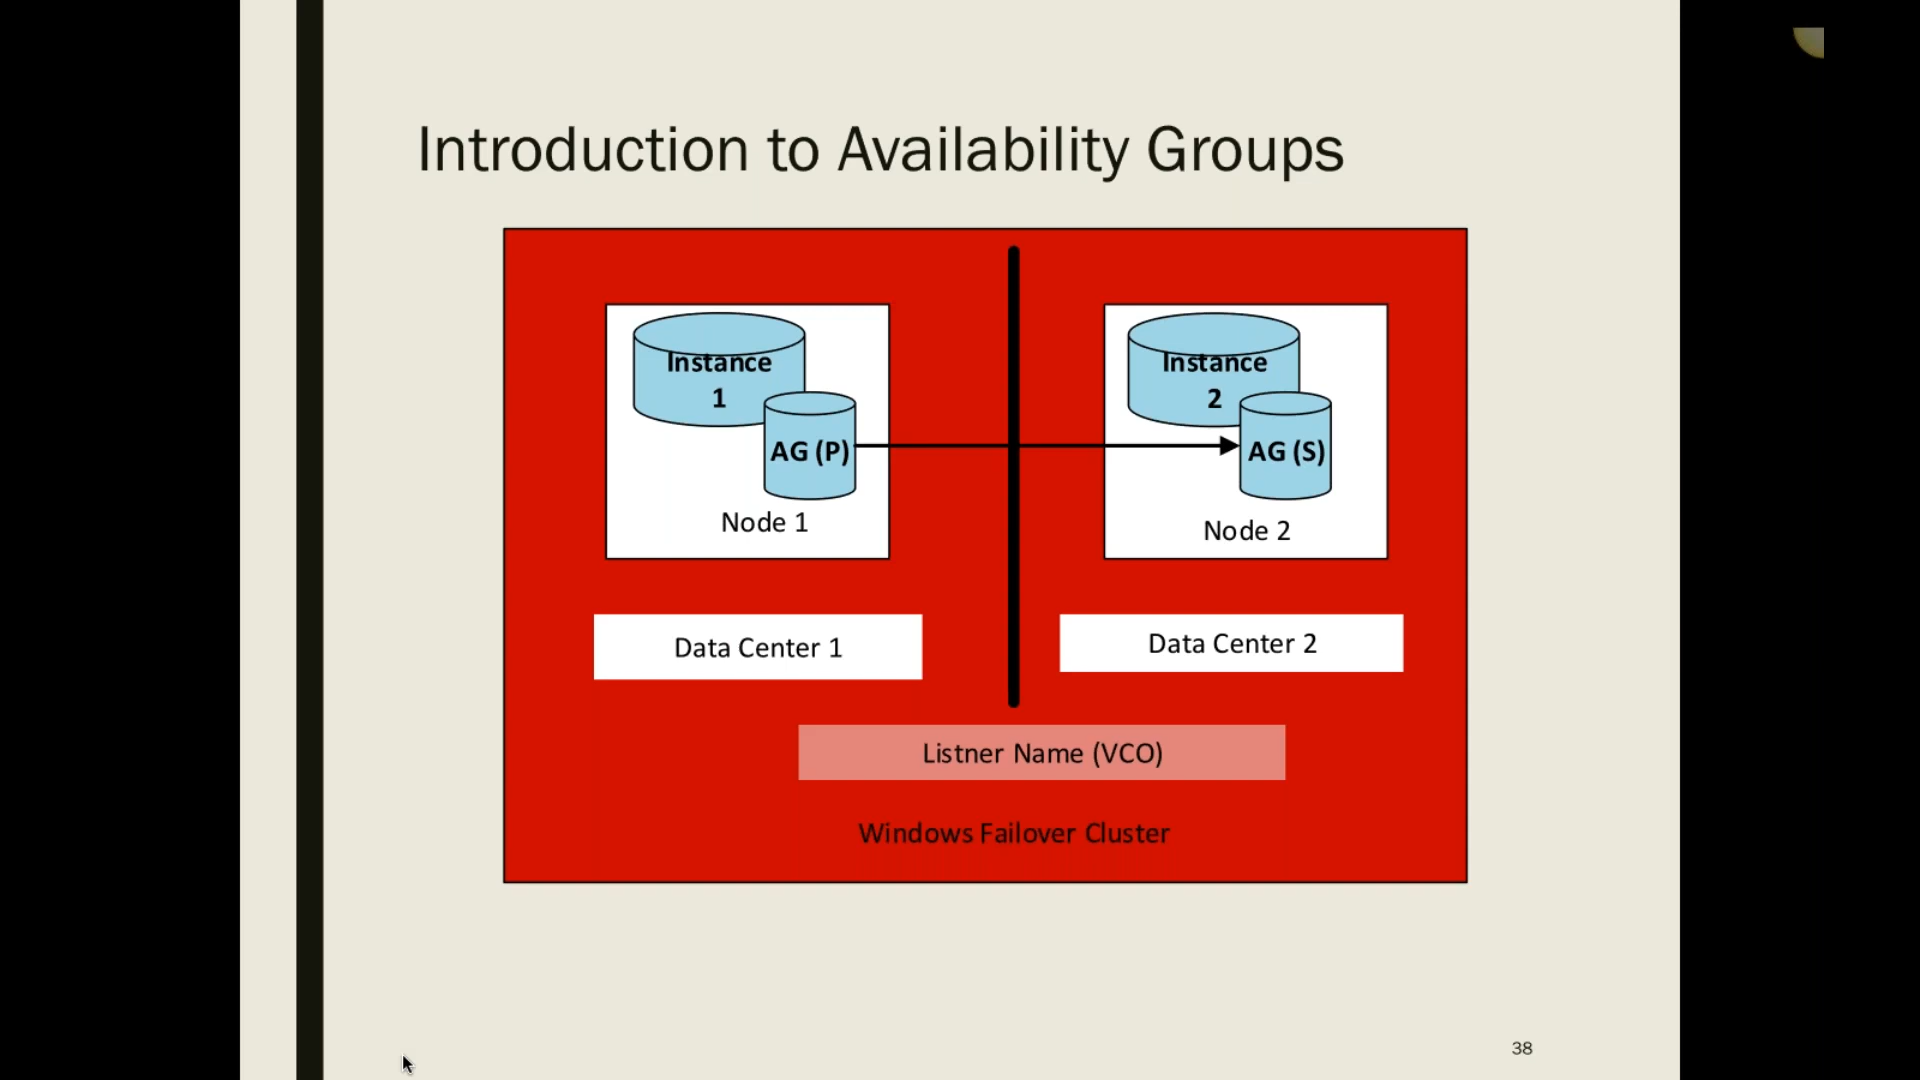 Introduction to Availability Groups
Instance
1
AG (P)
Node 1
Instance
2
AG (S)
Node 2
Data Center 1
Data Center 2
Listner Name (VCO)
Windows Failover Cluster
38